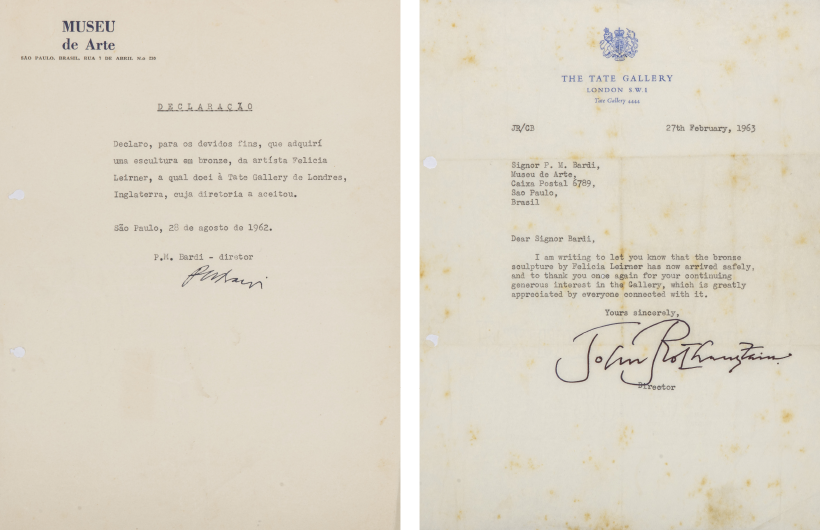 MUSEU
de Arte
SÃO PAULO, BRASIL, RUA 7 DE ABRIL N.o 230
DECLARAÇÃO
Declaro, para os devidos fins, que adquirí
uma escultura em bronze, da artísta Felicia
Leirner, a qual doei à Tate Gallery de Londres,
Inglaterra, cuja diretoria a aceitou.
São Paulo, 28 de agosto de 1962.
P.M. Bardi - diretor
THE TATE GALLERY
LONDON S.W.1
Tate Gallery 4444
JR/CB 27th February, 1963
Signor P. M. Bardi,
Museu de Arte,
Caixa Postal 6789,
Sao Paulo,
Brasil
Dear Signor Bardi,
I am writing to let you know that the bronze
sculpture by Felicia Leirner has now arrived safely,
and to thank you once again for your continuing
generous interest in the Gallery, which is greatly
appreciated by everyone connected with it.
Yours sincerely,
John Rothenstein
Director